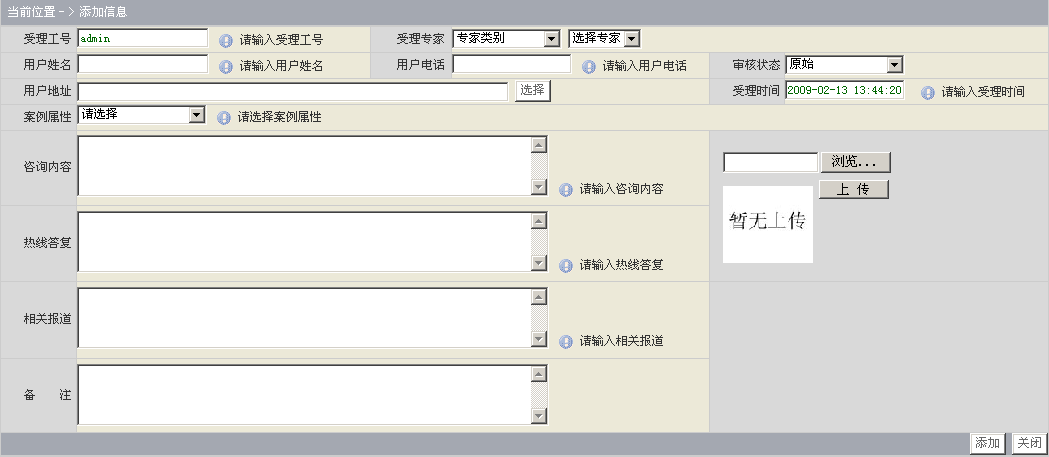 当前位置 - > 添加信息
受理工号 admin 请输入受理工号 受理专家 专家类别 选择专家
用户姓名 请输入用户姓名 用户电话 请输入用户电话 审核状态 原始
用户地址 选择 受理时间 2009-02-13 13:44:20 请输入受理时间
案例属性 请选择 请选择案例属性
咨询内容 请输入咨询内容
浏览...
上 传
暂无上传
热线答复 请输入热线答复
相关报道 请输入相关报道
备 注
添加 关闭